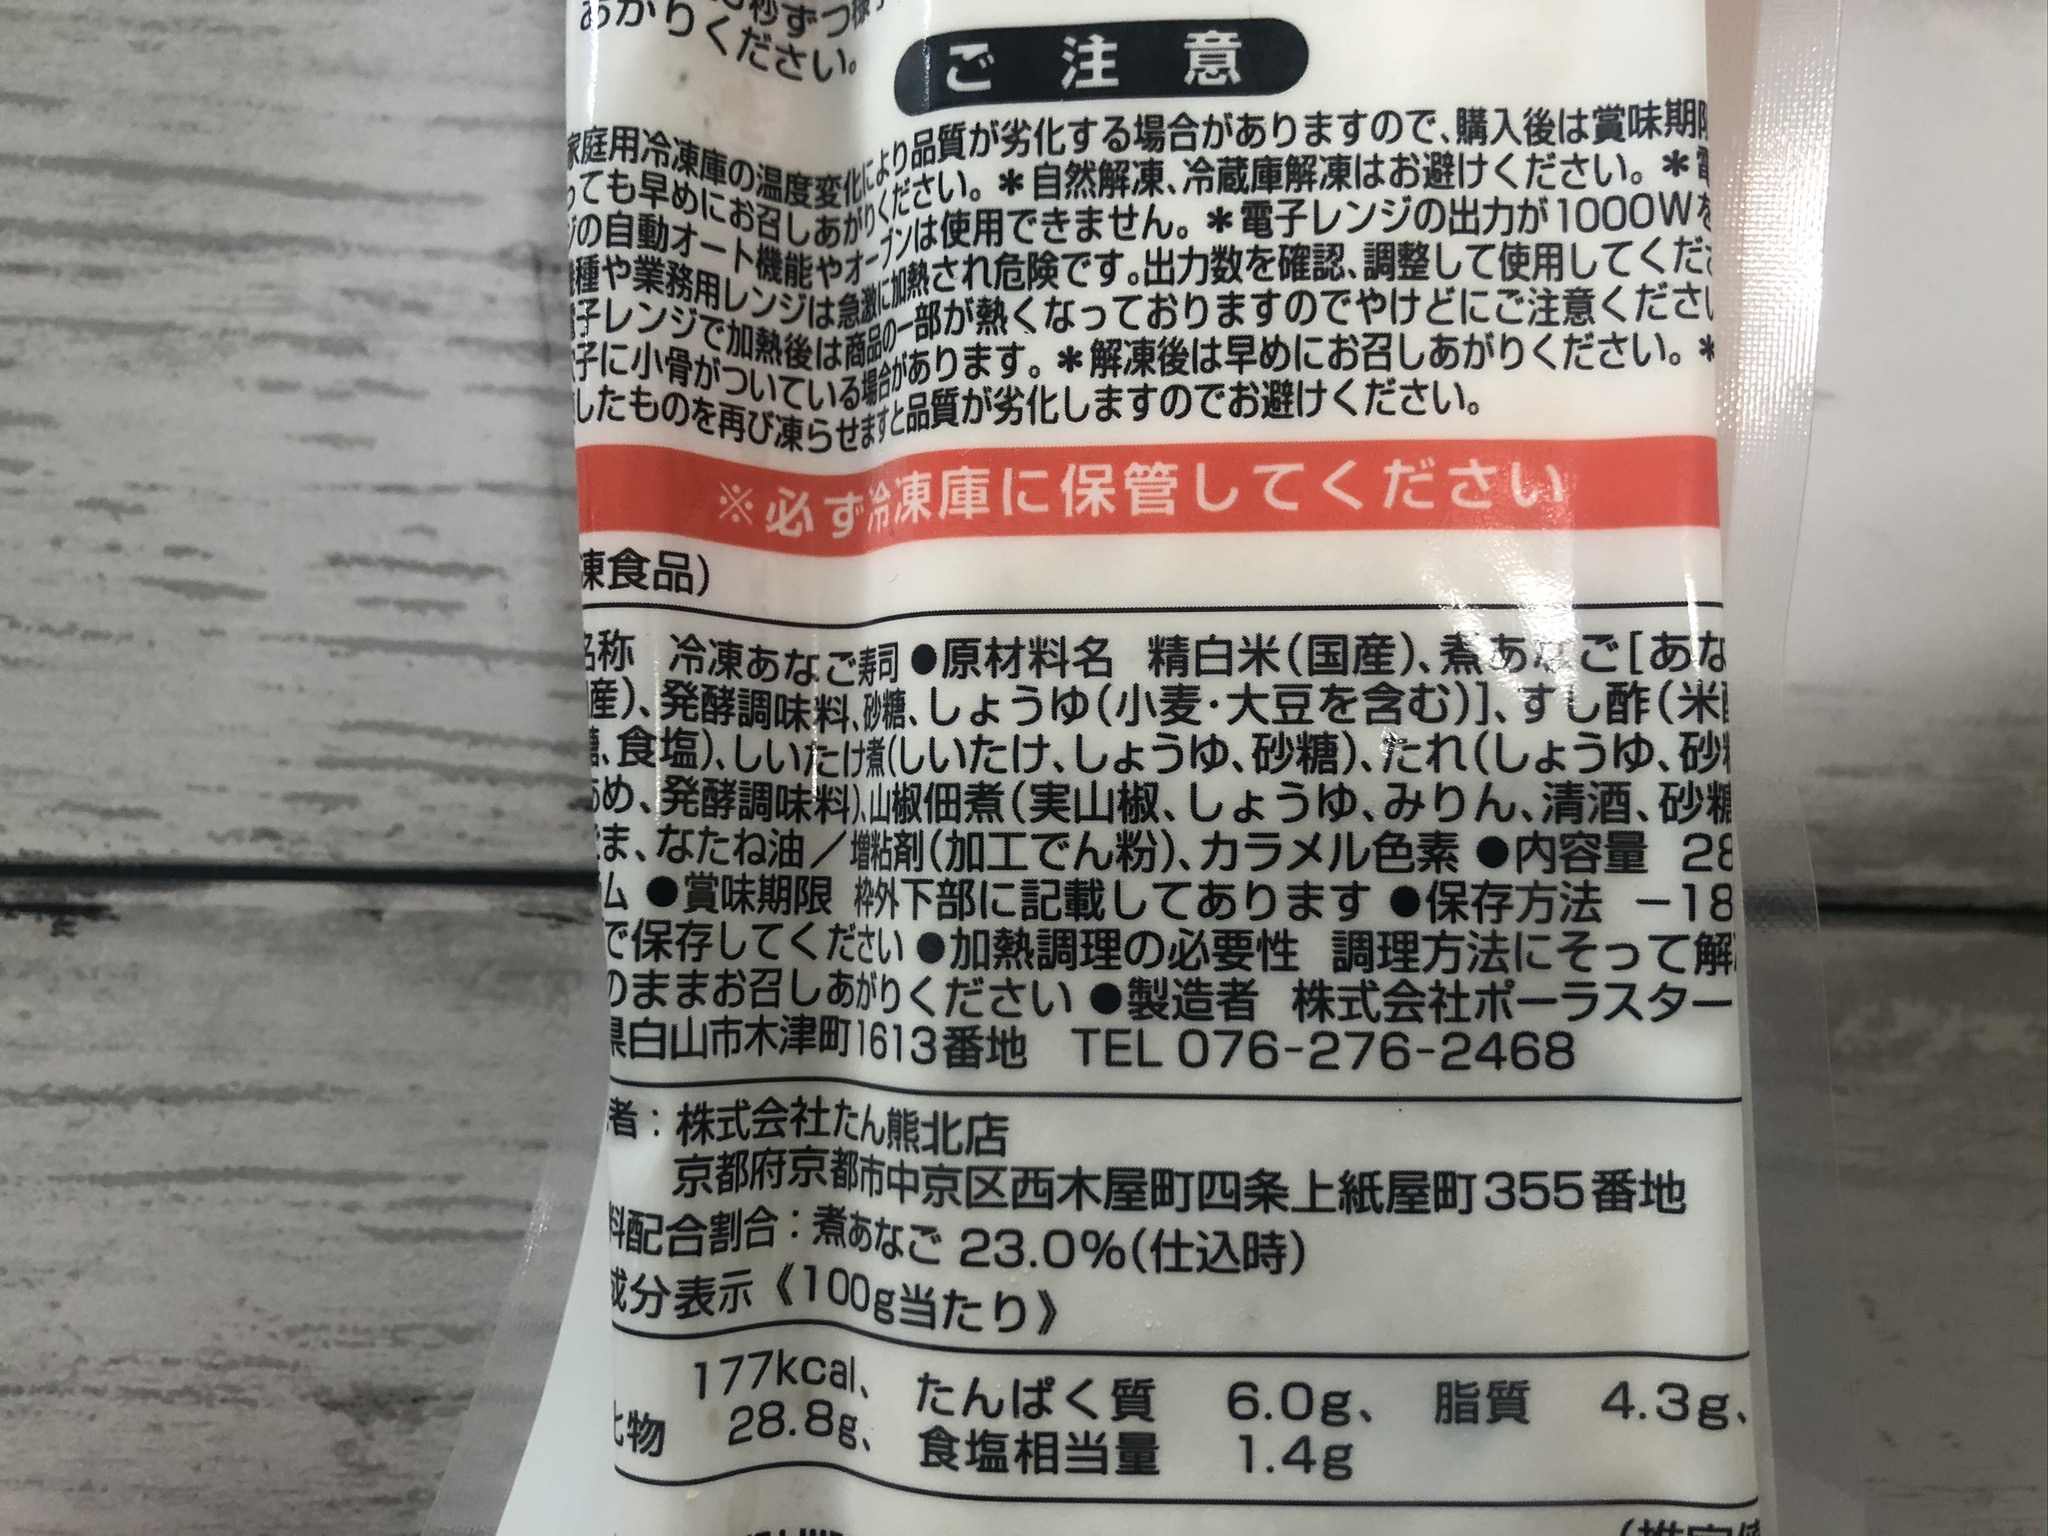 秒ずつ様子
あがりください。
ご注意
家庭用冷凍庫の温度変化により品質が劣化する場合がありますので、購入後は賞味期
っても早めにお召しあがりください。＊自然解凍、冷蔵庫解凍はお避けください。＊電
ジの自動オート機能やオーブンは使用できません。＊電子レンジの出力が1000Wを
機種や業務用レンジは急激に加熱され危険です。出力数を確認、調整して使用してくださ
電子レンジで加熱後は商品の一部が熱くなっておりますのでやけどにご注意くださ
子に小骨がついている場合があります。＊解凍後は早めにお召しあがりください。＊
したものを再び凍らせますと品質が劣化しますのでお避けください。
※必ず冷凍庫に保管してください
凍食品)
名称 冷凍あなご寿司 ●原材料名 精白米(国産)、煮あなご[あな
産)、発酵調味料、砂糖、しょうゆ(小麦・大豆を含む)]、すし酢(米
糖、食塩)、しいたけ煮(しいたけ、しょうゆ、砂糖)、たれ(しょうゆ、砂
あめ、発酵調味料)、山椒佃煮(実山椒、しょうゆ、みりん、清酒、砂糖
ま、なたね油／増粘剤(加工でん粉)、カラメル色素 ●内容量 28
ム ●賞味期限 枠外下部に記載してあります ●保存方法 −18
で保存してください ●加熱調理の必要性 調理方法にそって解
のままお召しあがりください ●製造者 株式会社ポーラスター
県白山市木津町1613番地 TEL 076-276-2468
者：株式会社たん熊北店
京都府京都市中京区西木屋町四条上紙屋町355番地
料配合割合：煮あなご 23.0%(仕込時)
成分表示《100g当たり》
177kcal、 たんぱく質 6.0g、 脂質 4.3g、
化物 28.8g、 食塩相当量 1.4g